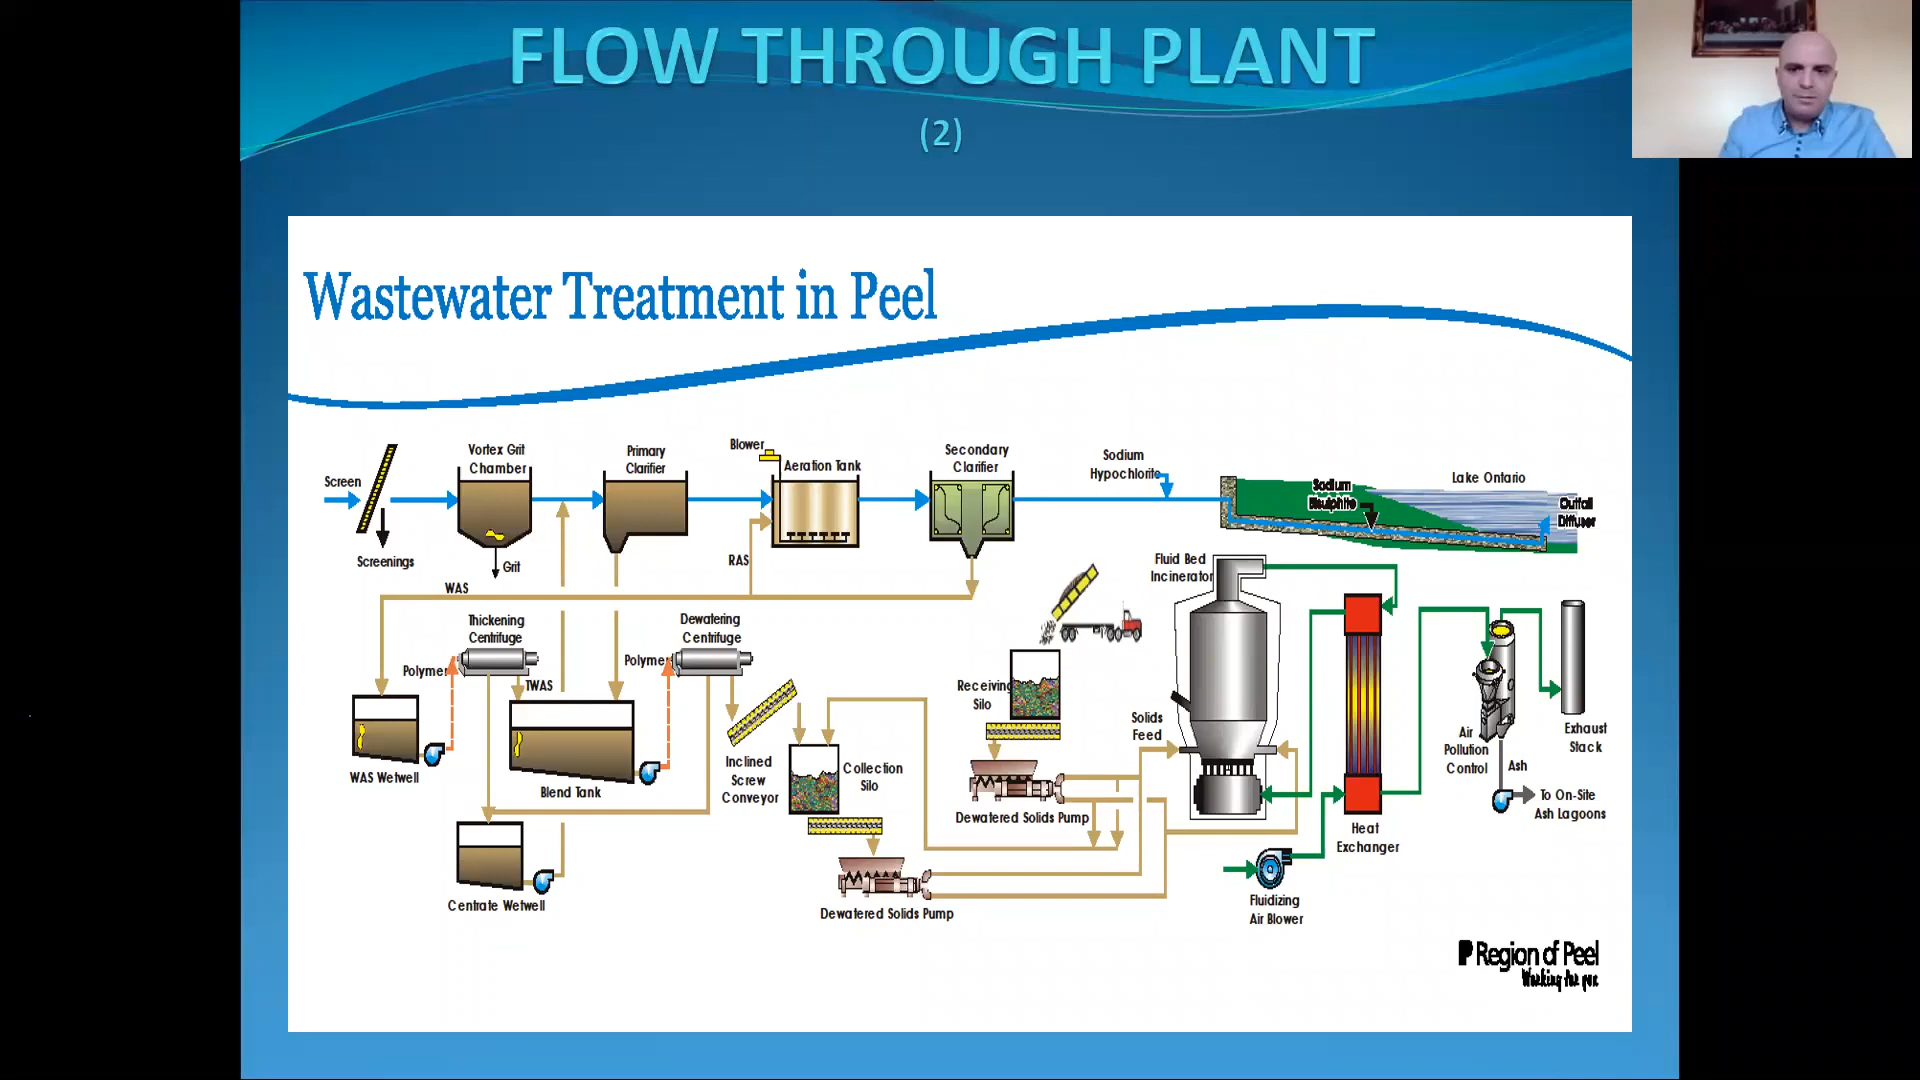 FLOW THROUGH PLANT
(2)
Wastewater Treatment in Peel
Screen
Screenings
Vortex Grit
Chamber
Grit
Primary
Clarifier
Blower
Aeration Tank
RAS
Secondary
Clarifier
Sodium
Hypochlorite
Sodium
Bisulphite
Lake Ontario
Outfall
Diffuser
WAS
Thickening
Centrifuge
Polymer
TWAS
Dewatering
Centrifuge
Polymer
WAS Wetwell
Blend Tank
Centrate Wetwell
Inclined
Screw
Conveyor
Collection
Silo
Dewatered Solids Pump
Receiving
Silo
Dewatered Solids Pump
Fluid Bed
Incinerator
Solids
Feed
Fluidizing
Air Blower
Heat
Exchanger
Air
Pollution
Control
Ash
To On-Site
Ash Lagoons
Exhaust
Stack
Region of Peel
Working for you